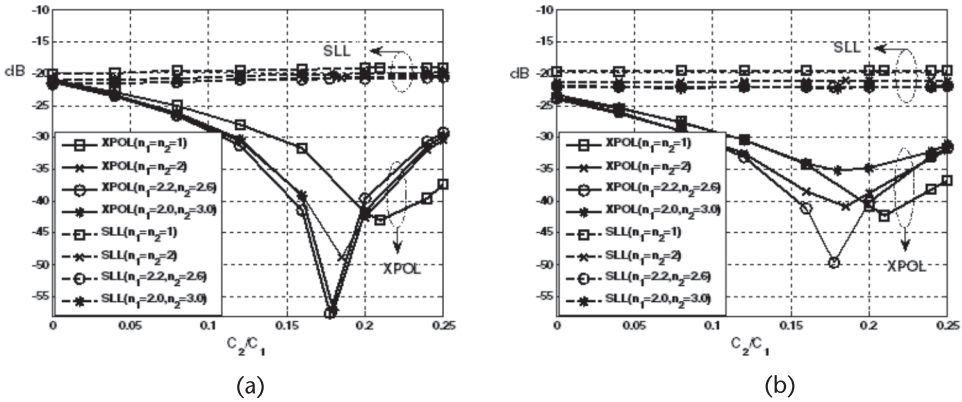 -10
-15
dB
-20
-25
-30
-35
-40
-45
-50
-55
SLL
XPOL(n1=n2=1)
XPOL(n1=n2=2)
XPOL(n1=2.2,n2=2.6)
XPOL(n1=2.0,n2=3.0)
SLL(n1=n2=1)
SLL(n1=n2=2)
SLL(n1=2.2,n2=2.6)
SLL(n1=2.0,n2=3.0)
XPOL
0 0.05 0.1 0.15 0.2 0.25
C2/C1
(a)
-10
-15
dB
-20
-25
-30
-35
-40
-45
-50
-55
SLL
XPOL(n1=n2=1)
XPOL(n1=n2=2)
XPOL(n1=2.2,n2=2.6)
XPOL(n1=2.0,n2=3.0)
SLL(n1=n2=1)
SLL(n1=n2=2)
SLL(n1=2.2,n2=2.6)
SLL(n1=2.0,n2=3.0)
XPOL
0 0.05 0.1 0.15 0.2 0.25
C2/C1
(b)